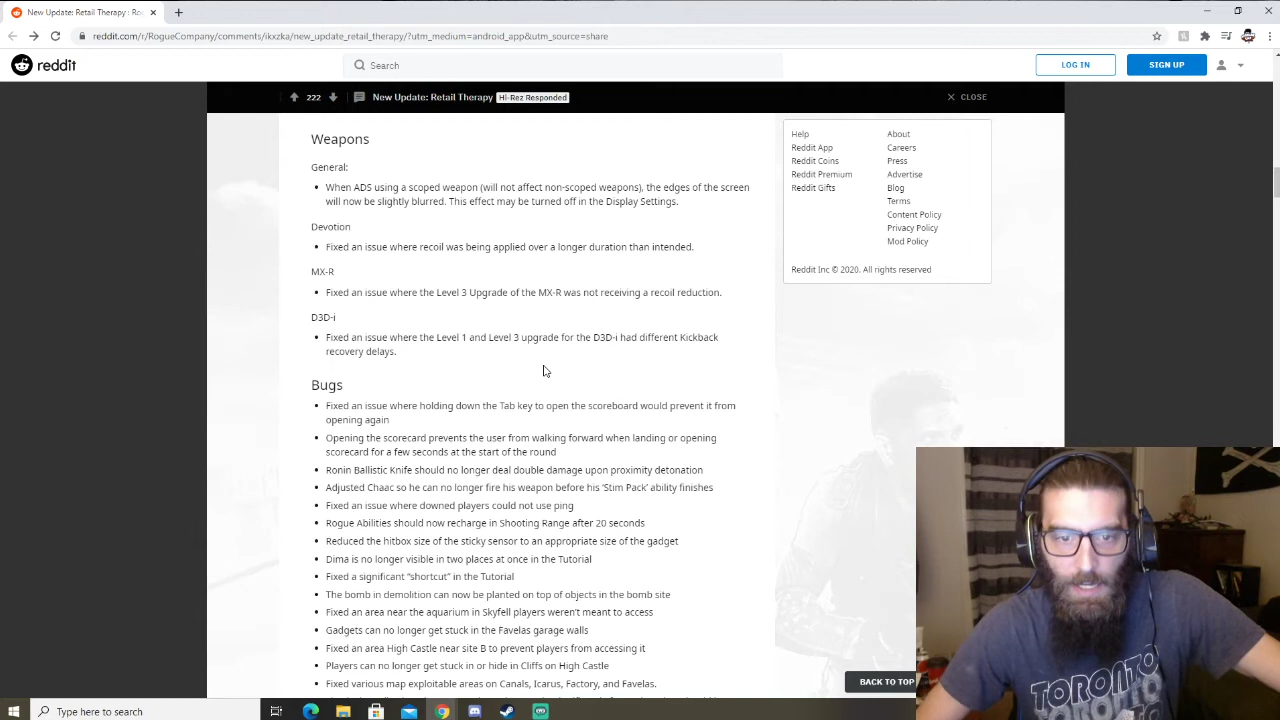 New Update: Retail Therapy : Ro
reddit.com/r/RogueCompany/comments/ikxzka/new_update_retail_therapy/?utm_medium=android_app&utm_source=share
reddit
Search
LOG IN
SIGN UP
222
New Update: Retail Therapy
Hi-Rez Responded
CLOSE
Weapons
General:
• When ADS using a scoped weapon (will not affect non-scoped weapons), the edges of the screen
will now be slightly blurred. This effect may be turned off in the Display Settings.
Devotion
• Fixed an issue where recoil was being applied over a longer duration than intended.
MX-R
• Fixed an issue where the Level 3 Upgrade of the MX-R was not receiving a recoil reduction.
D3D-i
• Fixed an issue where the Level 1 and Level 3 upgrade for the D3D-i had different Kickback
recovery delays.
Bugs
• Fixed an issue where holding down the Tab key to open the scoreboard would prevent it from
opening again
• Opening the scorecard prevents the user from walking forward when landing or opening
scorecard for a few seconds at the start of the round
• Ronin Ballistic Knife should no longer deal double damage upon proximity detonation
• Adjusted Chaac so he can no longer fire his weapon before his ‘Stim Pack’ ability finishes
• Fixed an issue where downed players could not use ping
• Rogue Abilities should now recharge in Shooting Range after 20 seconds
• Reduced the hitbox size of the sticky sensor to an appropriate size of the gadget
• Dima is no longer visible in two places at once in the Tutorial
• Fixed a significant “shortcut” in the Tutorial
• The bomb in demolition can now be planted on top of objects in the bomb site
• Fixed an area near the aquarium in Skyfell players weren’t meant to access
• Gadgets can no longer get stuck in the Favelas garage walls
• Fixed an area High Castle near site B to prevent players from accessing it
• Players can no longer get stuck in or hide in Cliffs on High Castle
• Fixed various map exploitable areas on Canals, Icarus, Factory, and Favelas.
Help
About
Reddit App
Careers
Reddit Coins
Press
Reddit Premium
Advertise
Reddit Gifts
Blog
Terms
Content Policy
Privacy Policy
Mod Policy
Reddit Inc © 2020. All rights reserved
BACK TO TOP
TORONTO
Type here to search